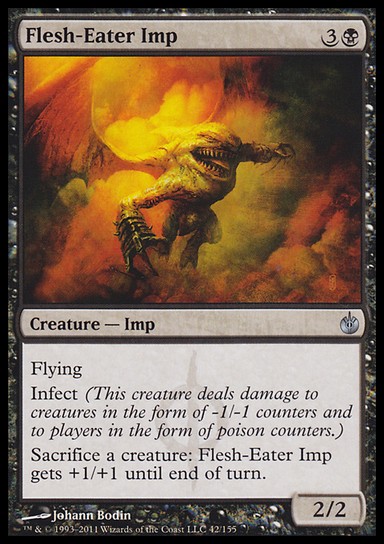 Flesh-Eater Imp 3
Creature — Imp
Flying
Infect (This creature deals damage to
creatures in the form of -1/-1 counters and
to players in the form of poison counters.)
Sacrifice a creature: Flesh-Eater Imp
gets +1/+1 until end of turn.
2/2
Johann Bodin
™ & © 1993–2011 Wizards of the Coast LLC 42/155